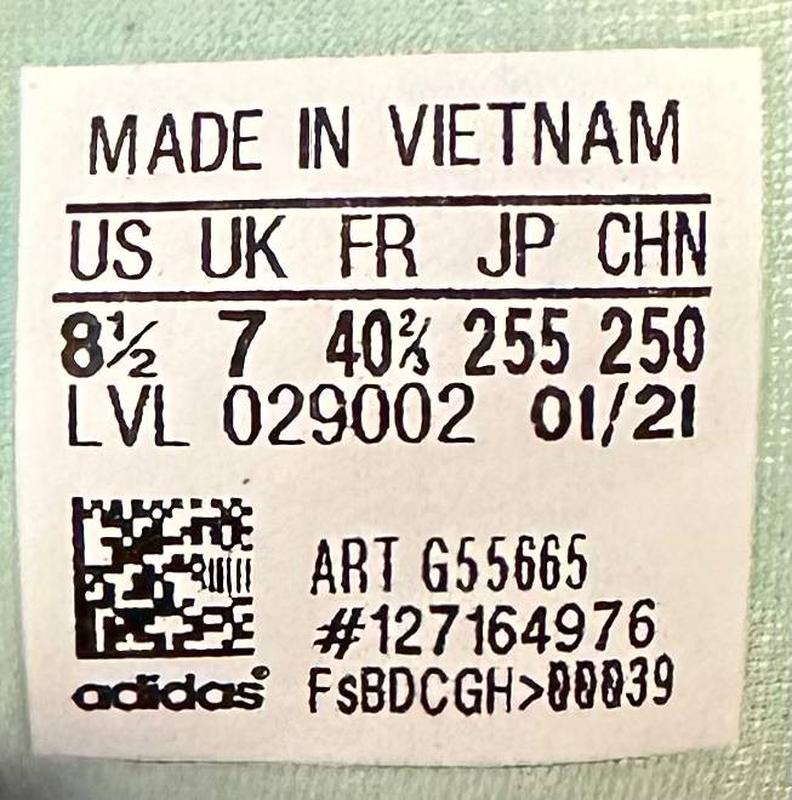 MADE IN VIETNAM
US UK FR JP CHN
8½ 7 40⅔ 255 250
LVL 029002 01/21
ART G55665
#127164976
adidas® FsBDCGH>00039